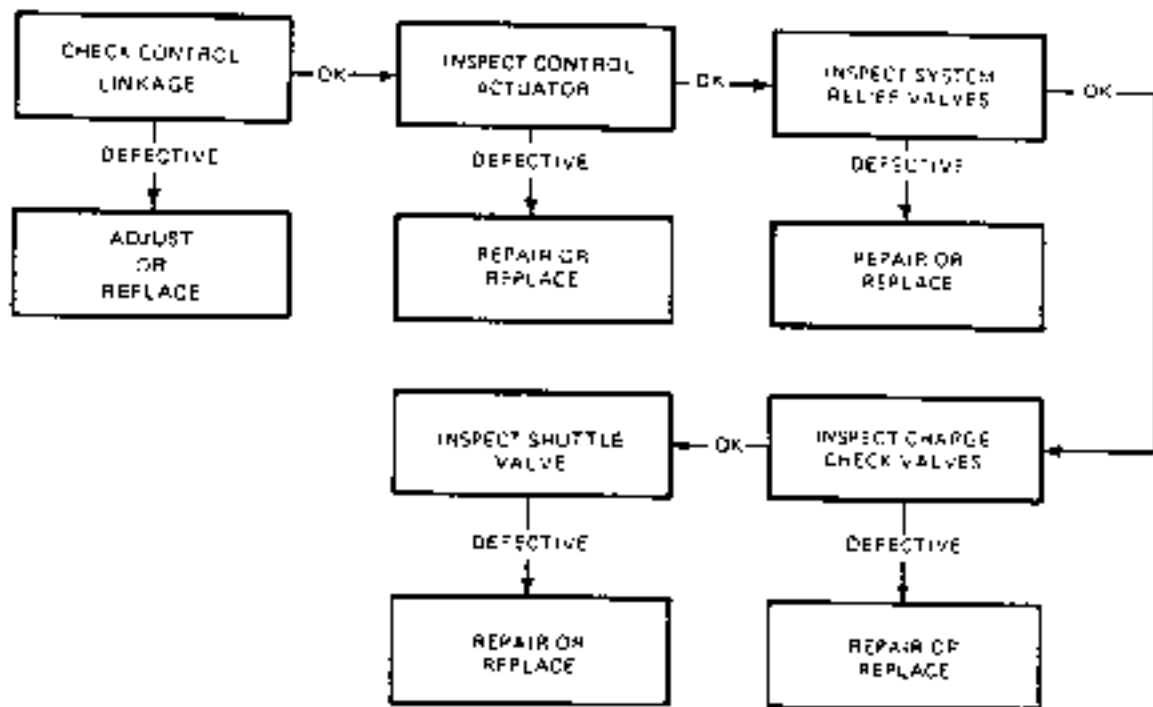 CHECK CONTROL
LINKAGE
OK
INSPECT CONTROL
ACTUATOR
OK
INSPECT SYSTEM
RELIEF VALVES
OK
DEFECTIVE
DEFECTIVE
DEFECTIVE
ADJUST
OR
REPLACE
REPAIR OR
REPLACE
REPAIR OR
REPLACE
INSPECT SHUTTLE
VALVE
OK
INSPECT CHARGE
CHECK VALVES
DEFECTIVE
DEFECTIVE
REPAIR OR
REPLACE
REPAIR OR
REPLACE